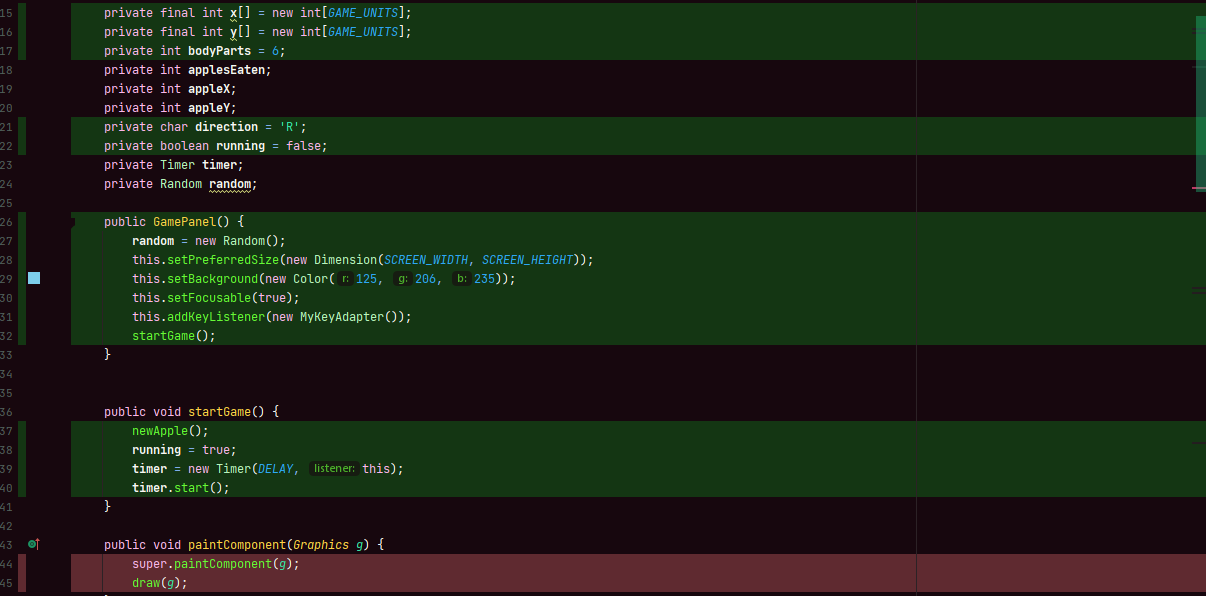 15 private final int x[] = new int[GAME_UNITS];
16 private final int y[] = new int[GAME_UNITS];
17 private int bodyParts = 6;
18 private int applesEaten;
19 private int appleX;
20 private int appleY;
21 private char direction = 'R';
22 private boolean running = false;
23 private Timer timer;
24 private Random random;
25
26 public GamePanel() {
27 random = new Random();
28 this.setPreferredSize(new Dimension(SCREEN_WIDTH, SCREEN_HEIGHT));
29 this.setBackground(new Color( r: 125, g: 206, b: 235));
30 this.setFocusable(true);
31 this.addKeyListener(new MyKeyAdapter());
32 startGame();
33 }
34
35
36 public void startGame() {
37 newApple();
38 running = true;
39 timer = new Timer(DELAY, listener: this);
40 timer.start();
41 }
42
43 public void paintComponent(Graphics g) {
44 super.paintComponent(g);
45 draw(g);